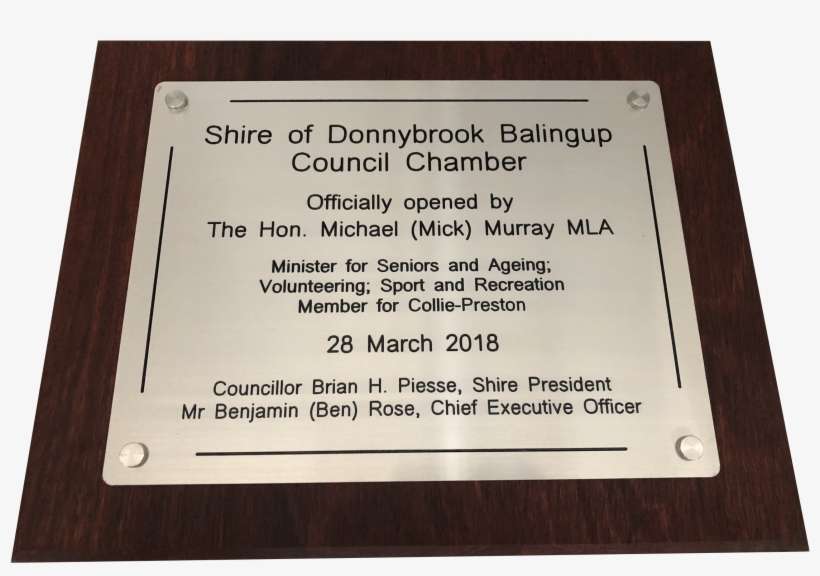 Shire of Donnybrook Balingup
Council Chamber
Officially opened by
The Hon. Michael (Mick) Murray MLA
Minister for Seniors and Ageing;
Volunteering; Sport and Recreation
Member for Collie-Preston
28 March 2018
Councillor Brian H. Piesse, Shire President
Mr Benjamin (Ben) Rose, Chief Executive Officer